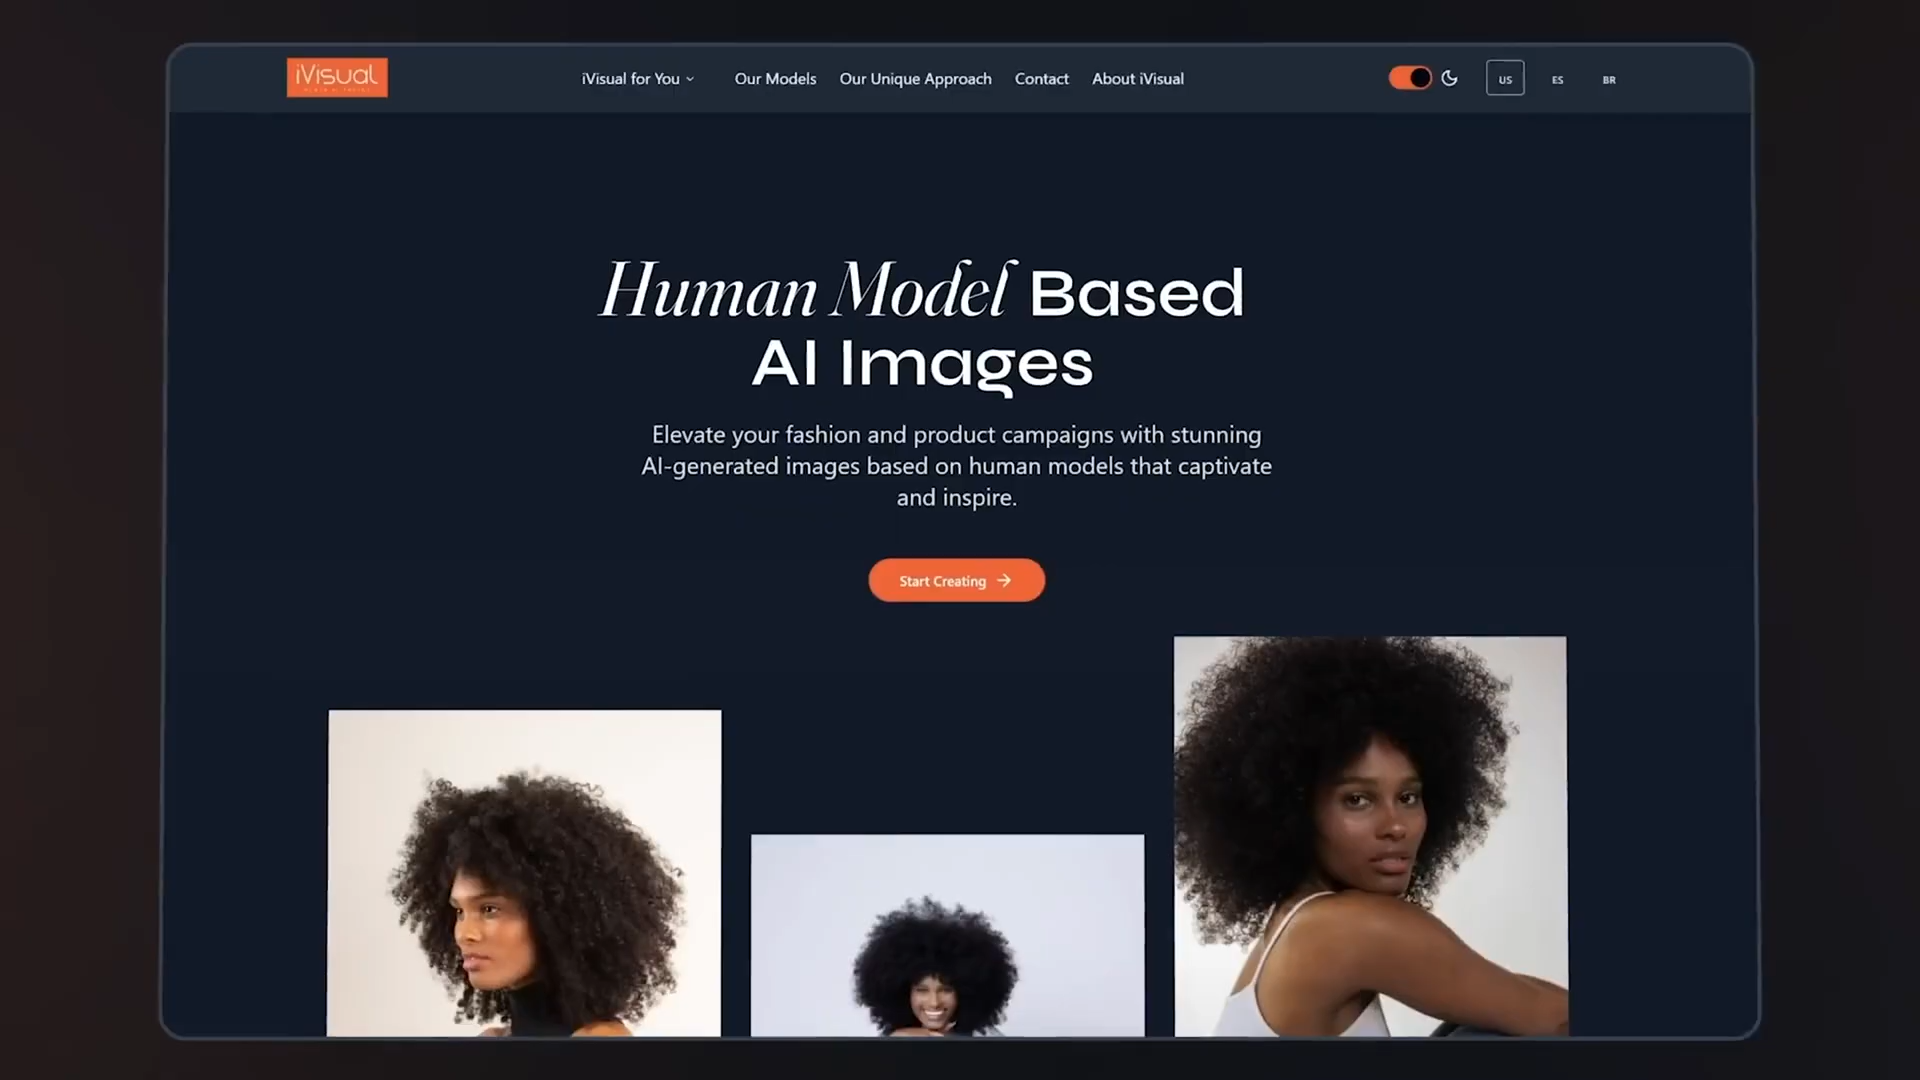 iVisual
iVisual for You
Our Models
Our Unique Approach
Contact
About iVisual
US
ES
BR
Human Model Based
AI Images
Elevate your fashion and product campaigns with stunning
AI-generated images based on human models that captivate
and inspire.
Start Creating